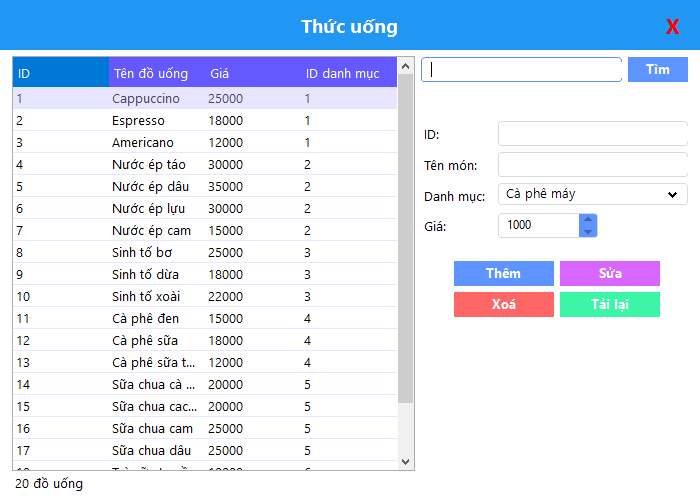 Thức uống X
Tìm
ID Tên đồ uống Giá ID danh mục
1 Cappuccino 25000 1
2 Espresso 18000 1
3 Americano 12000 1
4 Nước ép táo 30000 2
5 Nước ép dâu 35000 2
6 Nước ép lựu 30000 2
7 Nước ép cam 15000 2
8 Sinh tố bơ 25000 3
9 Sinh tố dừa 18000 3
10 Sinh tố xoài 22000 3
11 Cà phê đen 15000 4
12 Cà phê sữa 18000 4
13 Cà phê sữa t... 12000 4
14 Sữa chua cà ... 20000 5
15 Sữa chua cac... 20000 5
16 Sữa chua cam 25000 5
17 Sữa chua dâu 25000 5
20 đồ uống
ID:
Tên món:
Danh mục: Cà phê máy
Giá: 1000
Thêm Sửa
Xoá Tải lại